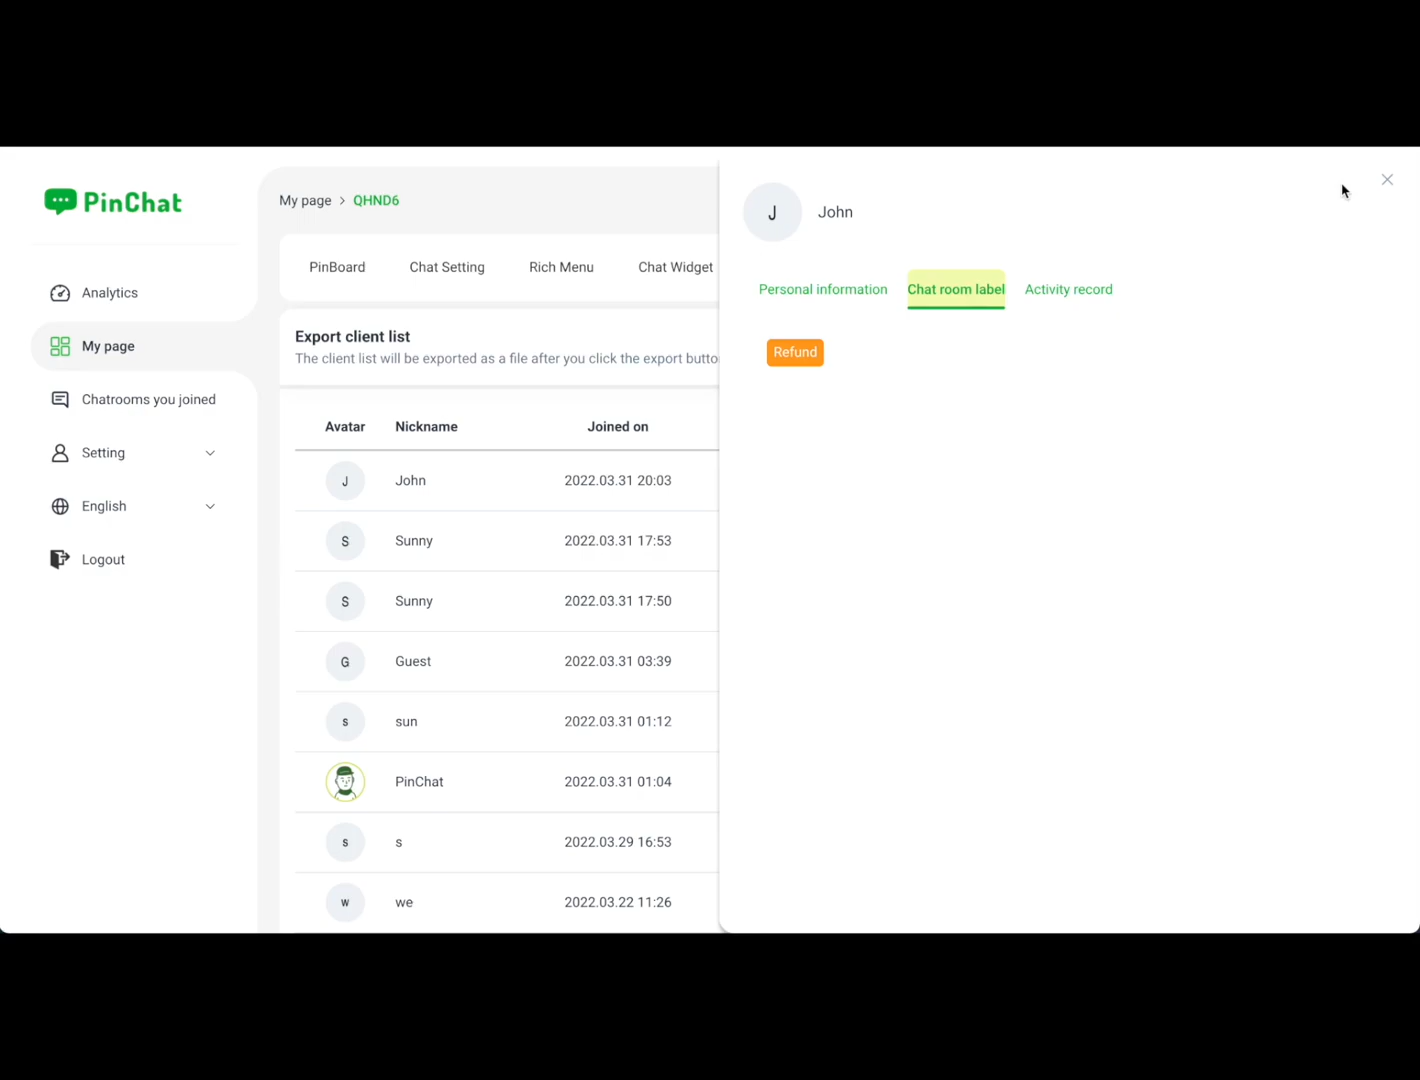 PinChat
Analytics
My page
Chatrooms you joined
Setting
English
Logout
My page > QHND6
PinBoard Chat Setting Rich Menu Chat Widget
Export client list
The client list will be exported as a file after you click the export butto
Avatar Nickname Joined on
J John 2022.03.31 20:03
S Sunny 2022.03.31 17:53
S Sunny 2022.03.31 17:50
G Guest 2022.03.31 03:39
s sun 2022.03.31 01:12
PinChat 2022.03.31 01:04
s s 2022.03.29 16:53
w we 2022.03.22 11:26
J John
Personal information Chat room label Activity record
Refund